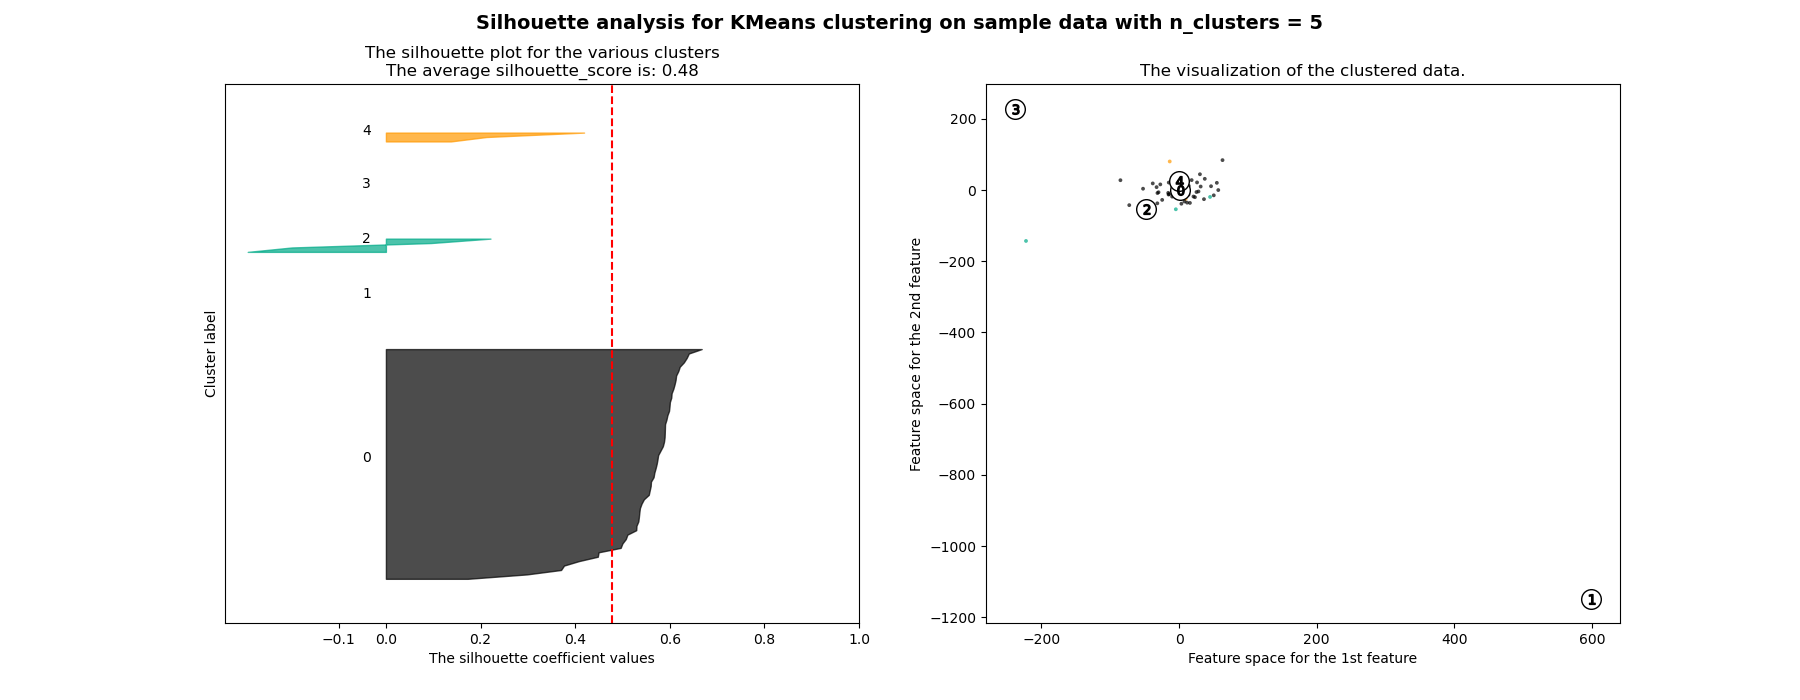 Silhouette analysis for KMeans clustering on sample data with n_clusters = 5
The silhouette plot for the various clusters
The average silhouette_score is: 0.48
4
3
2
1
0
Cluster label
−0.1 0.0 0.2 0.4 0.6 0.8 1.0
The silhouette coefficient values
The visualization of the clustered data.
200
0
−200
−400
−600
−800
−1000
−1200
Feature space for the 2nd feature
3
4
0
2
1
−200 0 200 400 600
Feature space for the 1st feature